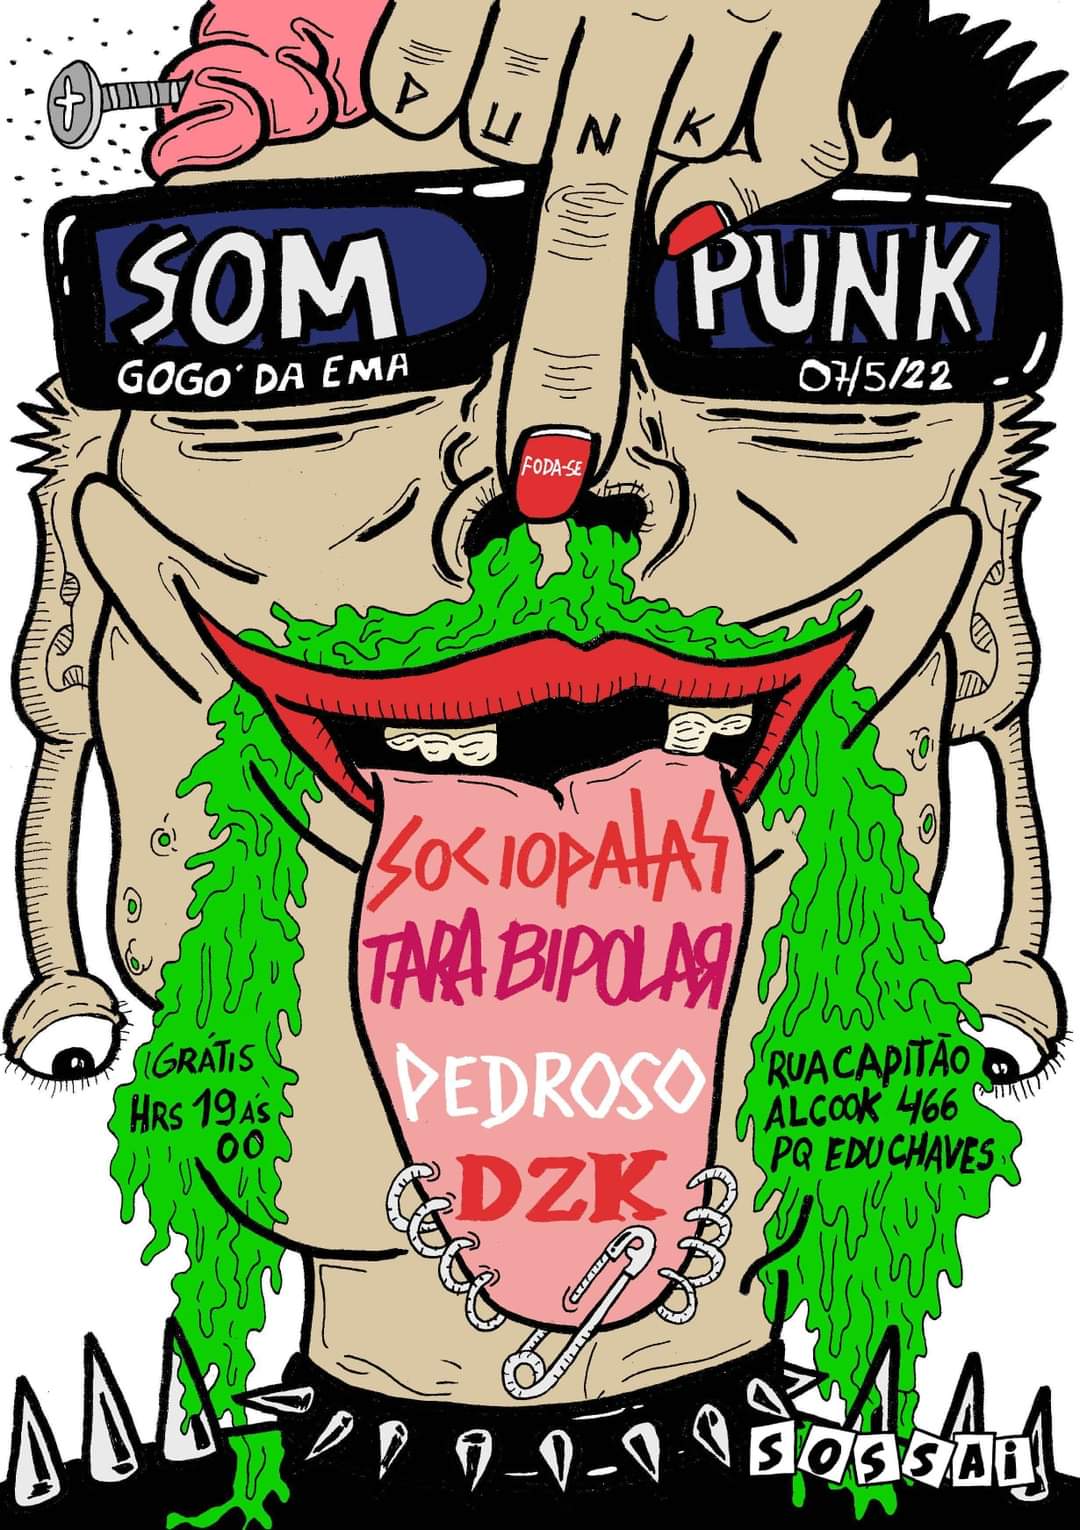 PUNK
SOM PUNK
GOGO' DA EMA
07/5/22
FODA-SE
SOCIOPATAS
TARA BIPOLAR
PEDROSO
DZK
GRÁTIS
HRS 19 ÁS
00
RUA CAPITÃO
ALCOOK 466
PQ EDU CHAVES
SOSSAi